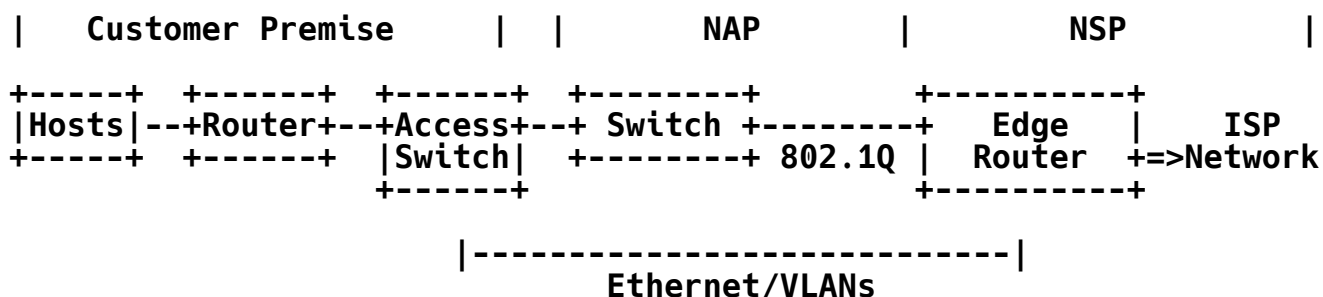 |   Customer Premise     |  |        NAP         |        NSP         |
+-----+  +------+  +------+  +--------+          +----------+
|Hosts|--+Router+--+Access+--+ Switch +--------+   Edge   |    ISP
+-----+  +------+  |Switch|  +--------+ 802.1Q |  Router  +=>Network
                   +------+                      +----------+
                       |----------------------------|
                              Ethernet/VLANs